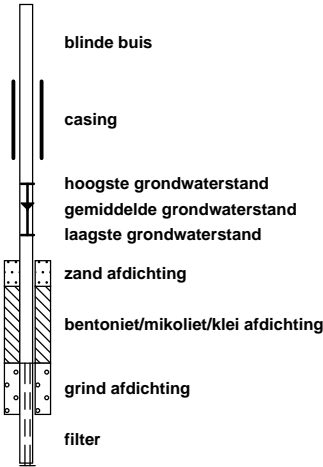 blinde buis
casing
hoogste grondwaterstand
gemiddelde grondwaterstand
laagste grondwaterstand
zand afdichting
bentoniet/mikoliet/klei afdichting
grind afdichting
filter